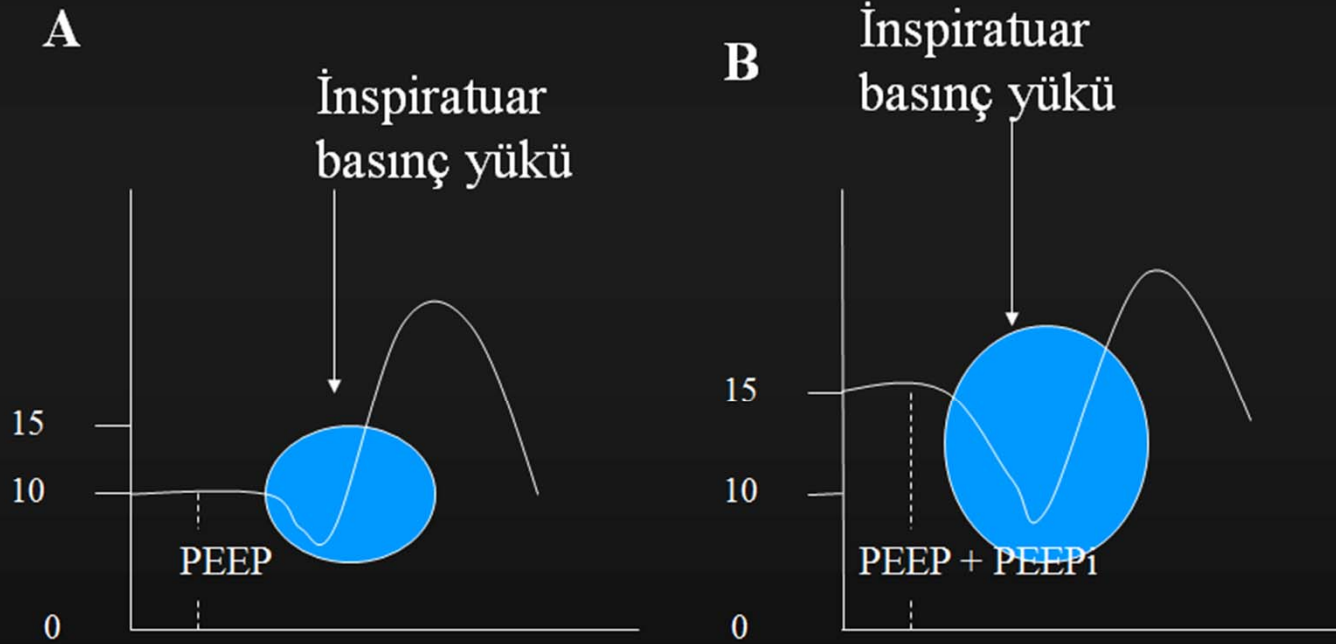 A
İnspiratuar
basınç yükü
15
10
PEEP
0
B
İnspiratuar
basınç yükü
15
10
PEEP + PEEPi
0